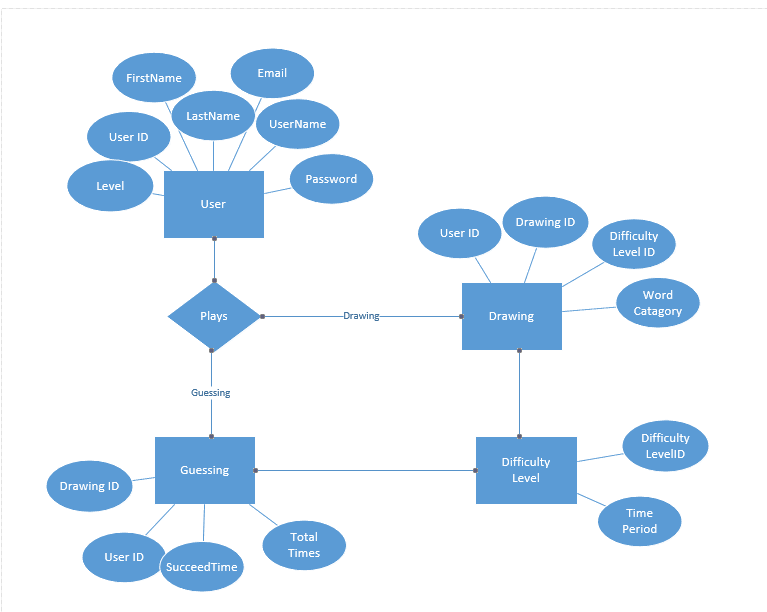 FirstName
Email
LastName
UserName
User ID
Level
Password
User
User ID
Drawing ID
Difficulty
Level ID
Word
Catagory
Plays
Drawing
Drawing
Guessing
Guessing
Difficulty
Level
Difficulty
LevelID
Time
Period
Drawing ID
User ID
SucceedTime
Total
Times